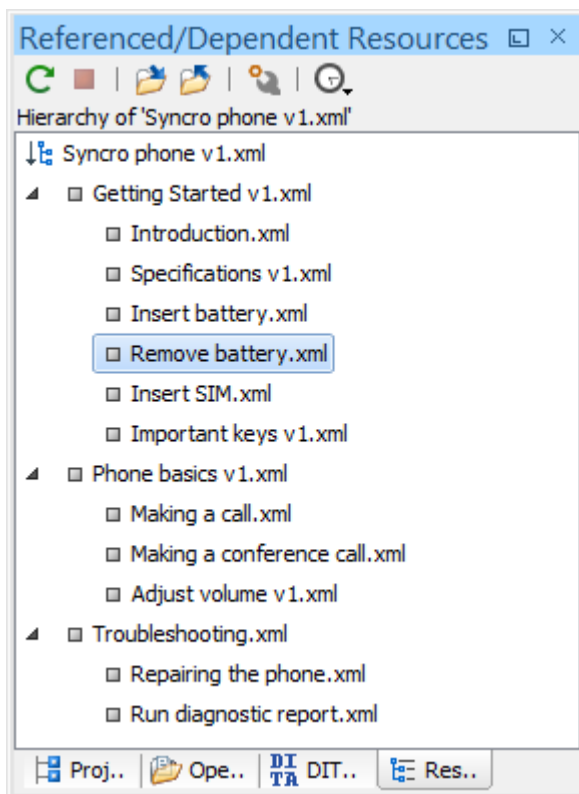 Referenced/Dependent Resources
Hierarchy of 'Syncro phone v1.xml'
Syncro phone v1.xml
Getting Started v1.xml
Introduction.xml
Specifications v1.xml
Insert battery.xml
Remove battery.xml
Insert SIM.xml
Important keys v1.xml
Phone basics v1.xml
Making a call.xml
Making a conference call.xml
Adjust volume v1.xml
Troubleshooting.xml
Repairing the phone.xml
Run diagnostic report.xml
Proj.. Ope.. DITA DIT.. Res..